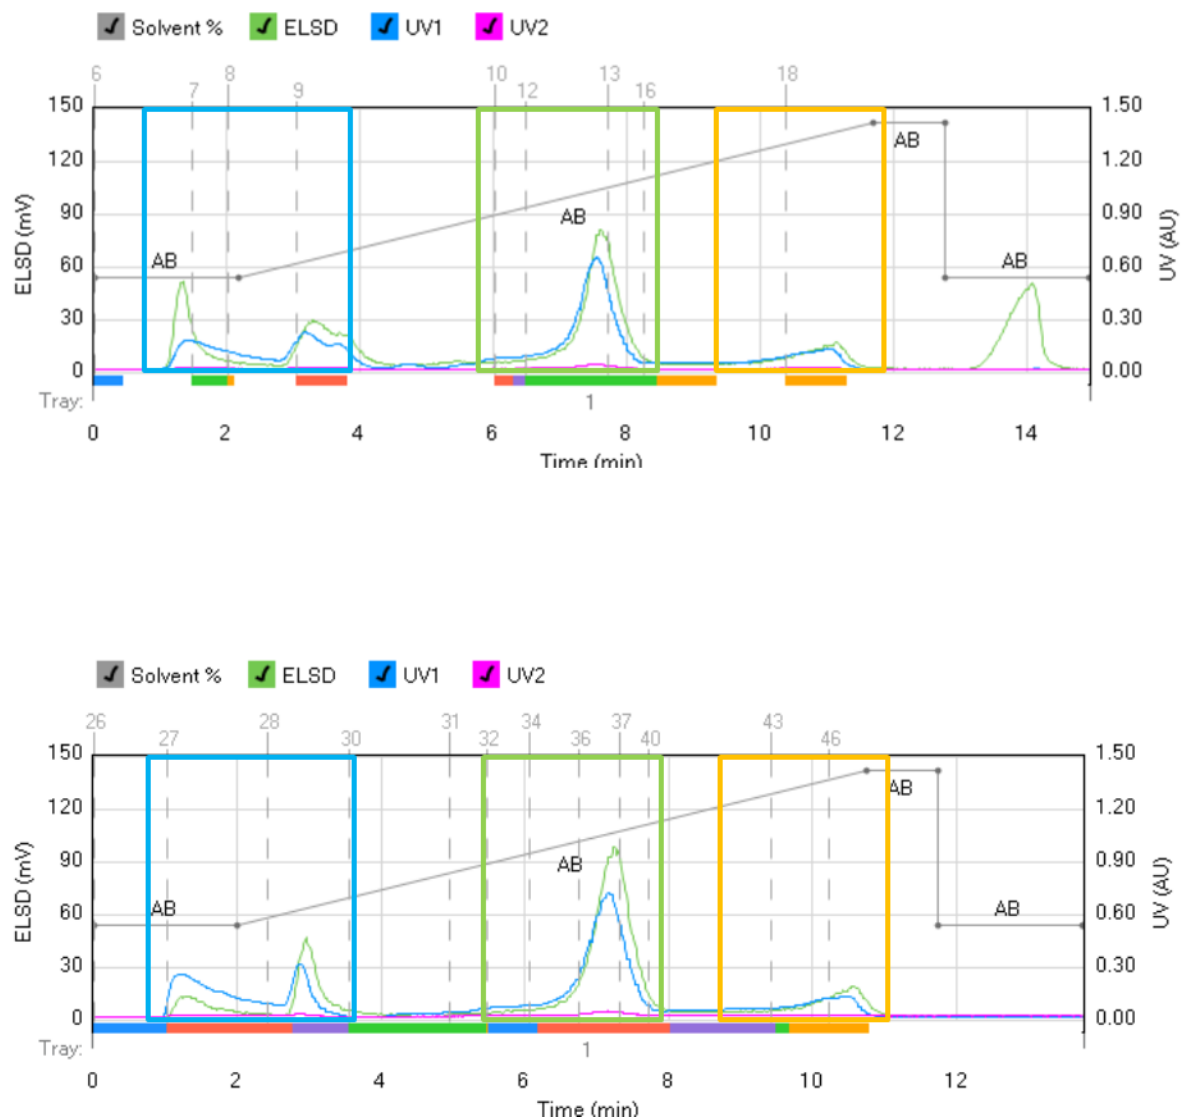 Solvent % ELSD UV1 UV2
6 7 8 9 10 12 13 16 18
150 1.50
120 1.20
90 0.90
60 0.60
30 0.30
0 0.00
ELSD (mV)
UV (AU)
AB AB AB AB
Tray: 1
0 2 4 6 8 10 12 14
Time (min)
Solvent % ELSD UV1 UV2
26 27 28 30 31 32 34 36 37 40 43 46
150 1.50
120 1.20
90 0.90
60 0.60
30 0.30
0 0.00
ELSD (mV)
UV (AU)
AB AB AB AB
Tray: 1
0 2 4 6 8 10 12
Time (min)